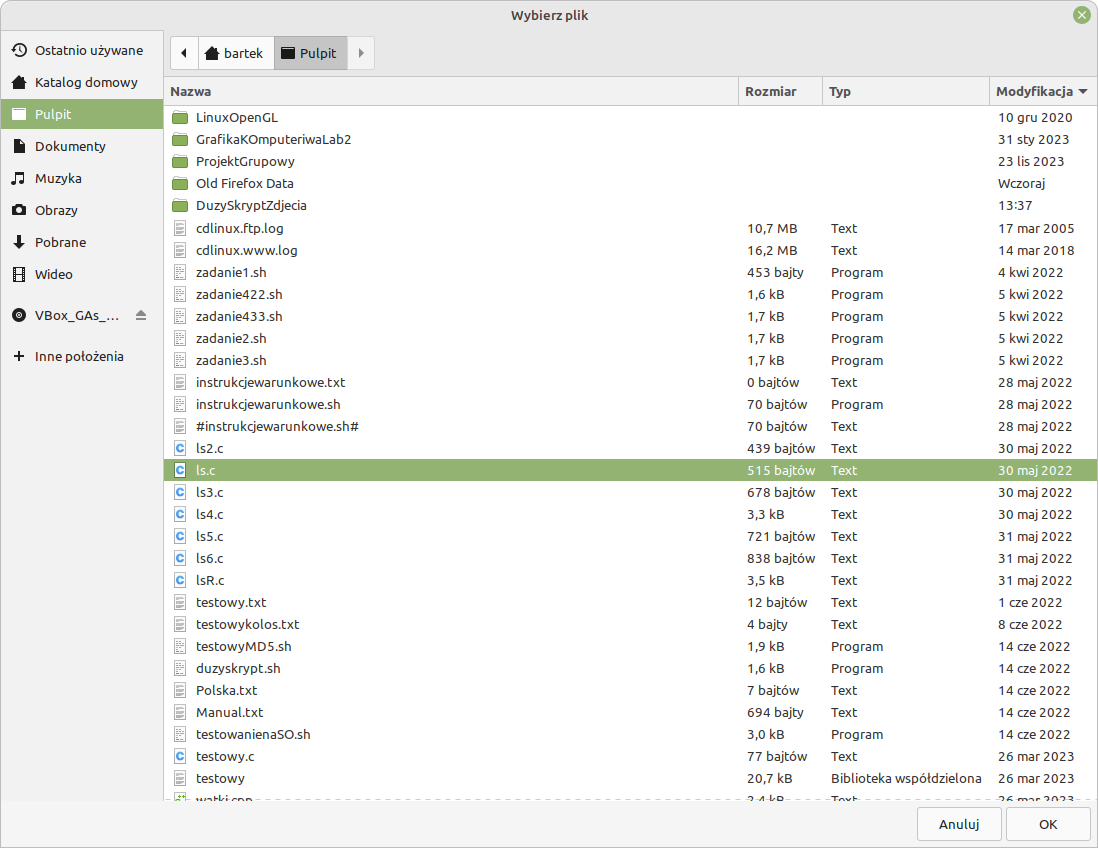 Wybierz plik
Ostatnio używane
Katalog domowy
Pulpit
Dokumenty
Muzyka
Obrazy
Pobrane
Wideo
VBox_GAs_...
Inne położenia
bartek Pulpit
Nazwa Rozmiar Typ Modyfikacja
LinuxOpenGL 10 gru 2020
GrafikaKOmputeriwaLab2 31 sty 2023
ProjektGrupowy 23 lis 2023
Old Firefox Data Wczoraj
DuzySkryptZdjecia 13:37
cdlinux.ftp.log 10,7 MB Text 17 mar 2005
cdlinux.www.log 16,2 MB Text 14 mar 2018
zadanie1.sh 453 bajty Program 4 kwi 2022
zadanie422.sh 1,6 kB Program 5 kwi 2022
zadanie433.sh 1,7 kB Program 5 kwi 2022
zadanie2.sh 1,7 kB Program 5 kwi 2022
zadanie3.sh 1,7 kB Program 5 kwi 2022
instrukcjewarunkowe.txt 0 bajtów Text 28 maj 2022
instrukcjewarunkowe.sh 70 bajtów Program 28 maj 2022
#instrukcjewarunkowe.sh# 70 bajtów Text 28 maj 2022
ls2.c 439 bajtów Text 30 maj 2022
ls.c 515 bajtów Text 30 maj 2022
ls3.c 678 bajtów Text 30 maj 2022
ls4.c 3,3 kB Text 30 maj 2022
ls5.c 721 bajtów Text 31 maj 2022
ls6.c 838 bajtów Text 31 maj 2022
lsR.c 3,5 kB Text 31 maj 2022
testowy.txt 12 bajtów Text 1 cze 2022
testowykolos.txt 4 bajty Text 8 cze 2022
testowyMD5.sh 1,9 kB Program 14 cze 2022
duzyskrypt.sh 1,6 kB Program 14 cze 2022
Polska.txt 7 bajtów Text 14 cze 2022
Manual.txt 694 bajty Text 14 cze 2022
testowanienaSO.sh 3,0 kB Program 14 cze 2022
testowy.c 77 bajtów Text 26 mar 2023
testowy 20,7 kB Biblioteka współdzielona 26 mar 2023
watki.cpp 2,4 kB Text 26 mar 2023
Anuluj OK